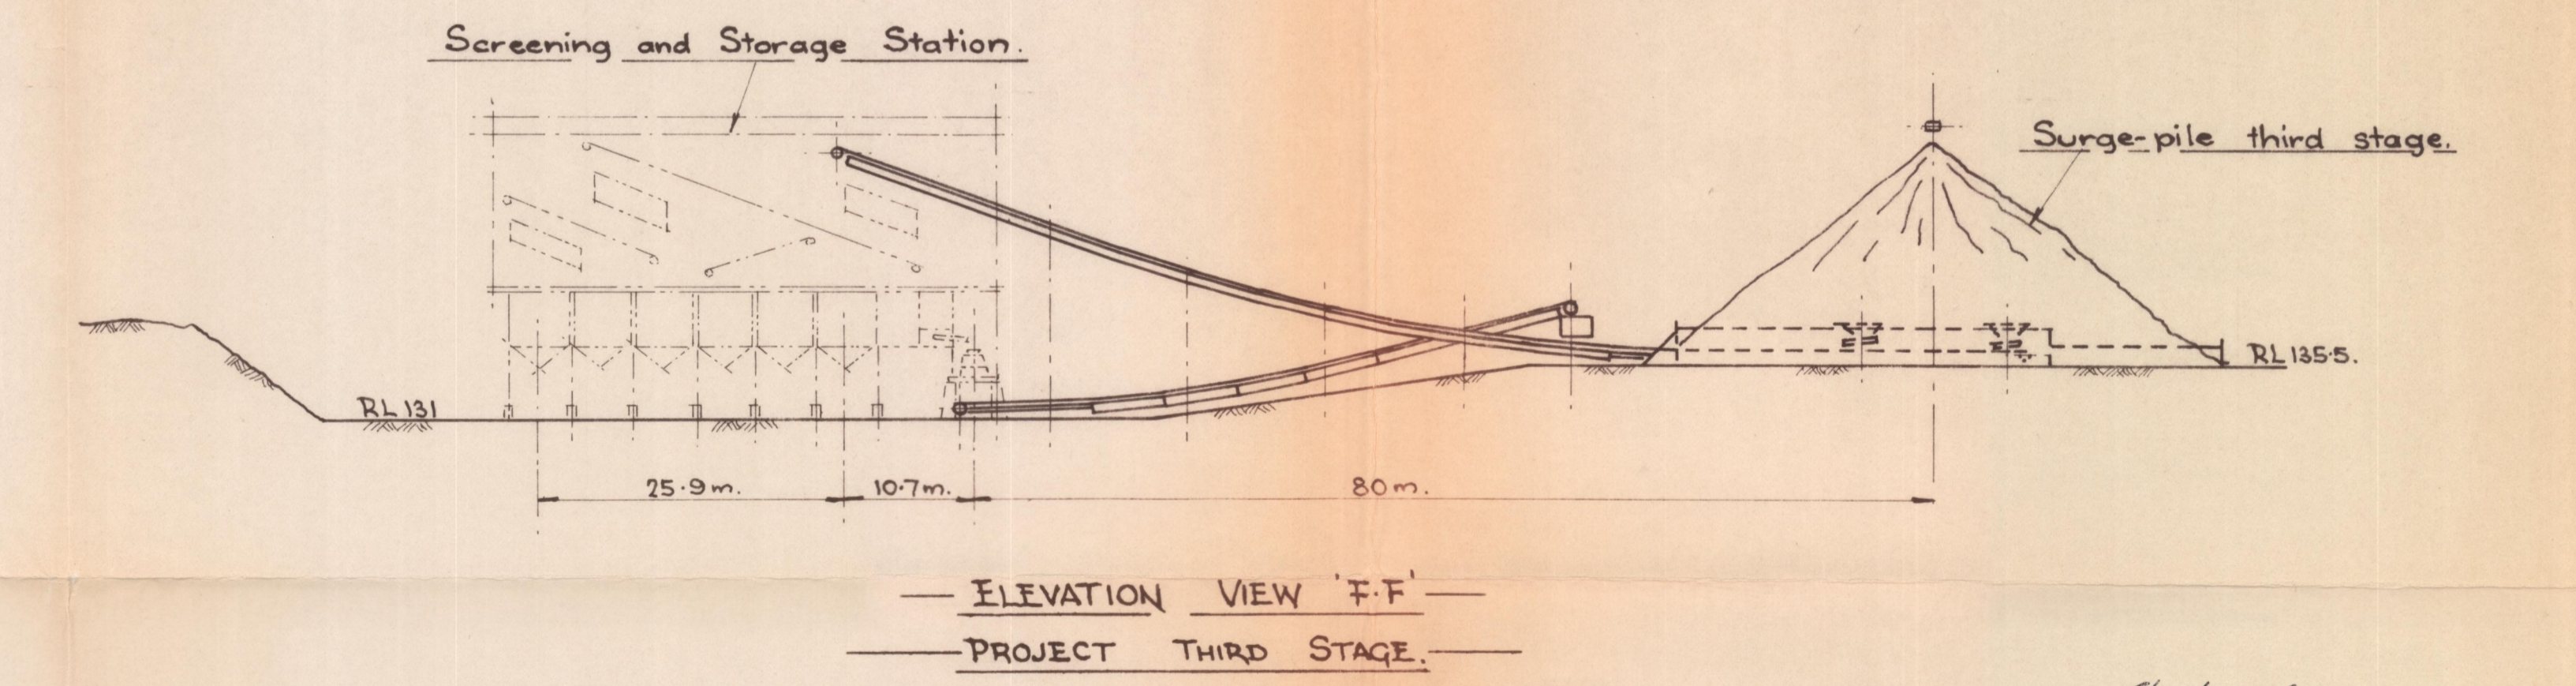 Screening and Storage Station.
Surge-pile third stage.
RL 135·5.
RL 131
25·9m.
10·7m.
80m.
ELEVATION VIEW 'F·F'
PROJECT THIRD STAGE.